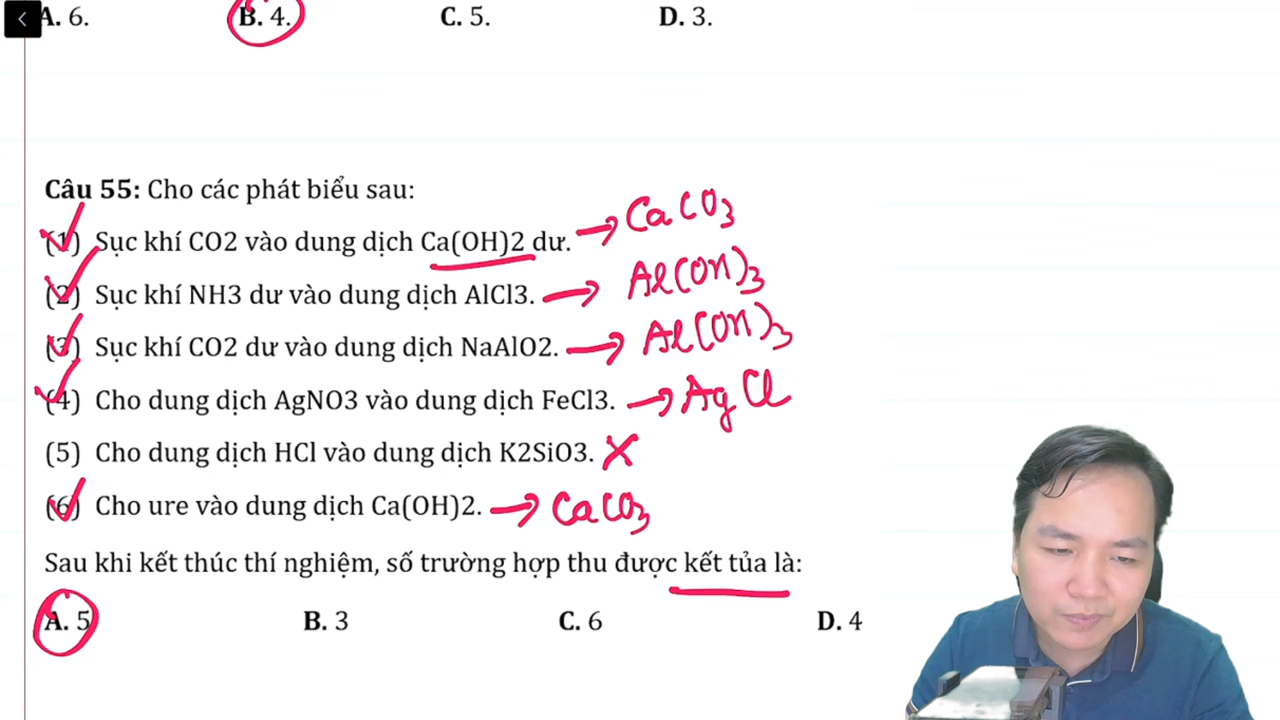 A. 6. B. 4. C. 5. D. 3.
Câu 55: Cho các phát biểu sau:
(1) Sục khí CO2 vào dung dịch Ca(OH)2 dư. → CaCO3
(2) Sục khí NH3 dư vào dung dịch AlCl3. → Al(OH)3
(3) Sục khí CO2 dư vào dung dịch NaAlO2. → Al(OH)3
(4) Cho dung dịch AgNO3 vào dung dịch FeCl3. → AgCl
(5) Cho dung dịch HCl vào dung dịch K2SiO3. X
(6) Cho ure vào dung dịch Ca(OH)2. → CaCO3
Sau khi kết thúc thí nghiệm, số trường hợp thu được kết tủa là:
A. 5 B. 3 C. 6 D. 4